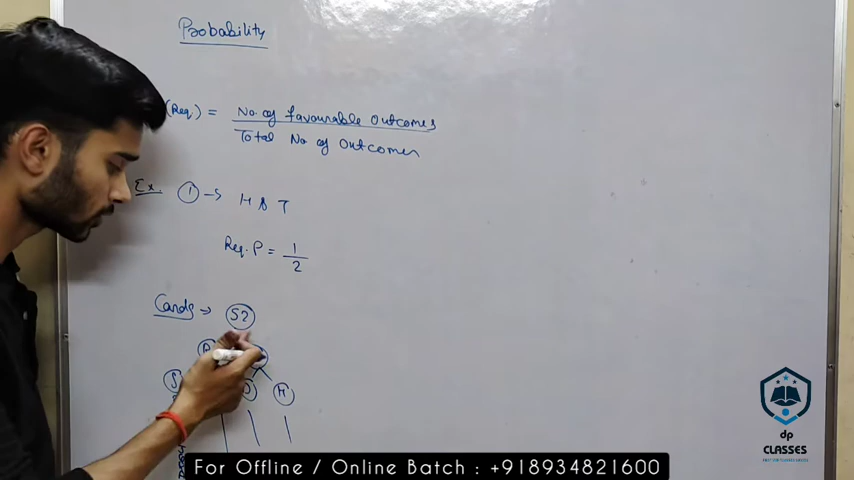 Probability
(Req.) = No. of favourable outcomes
Total No of Outcomes
Ex. ① → H & T
Req. P = 1
2
Cards → 52
S
H
dp
CLASSES
For Offline / Online Batch : +918934821600